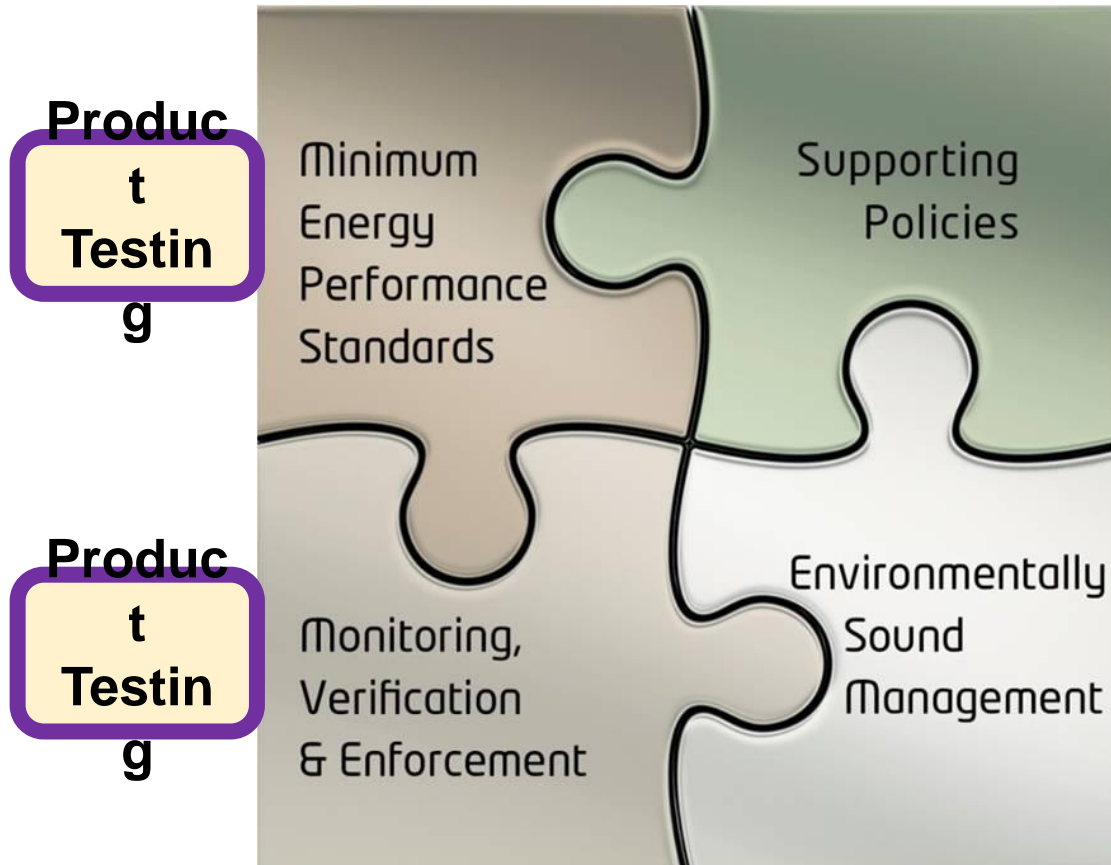 Produc
t
Testin
g
Minimum
Energy
Performance
Standards
Supporting
Policies
Produc
t
Testin
g
Monitoring,
Verification
& Enforcement
Environmentally
Sound
Management